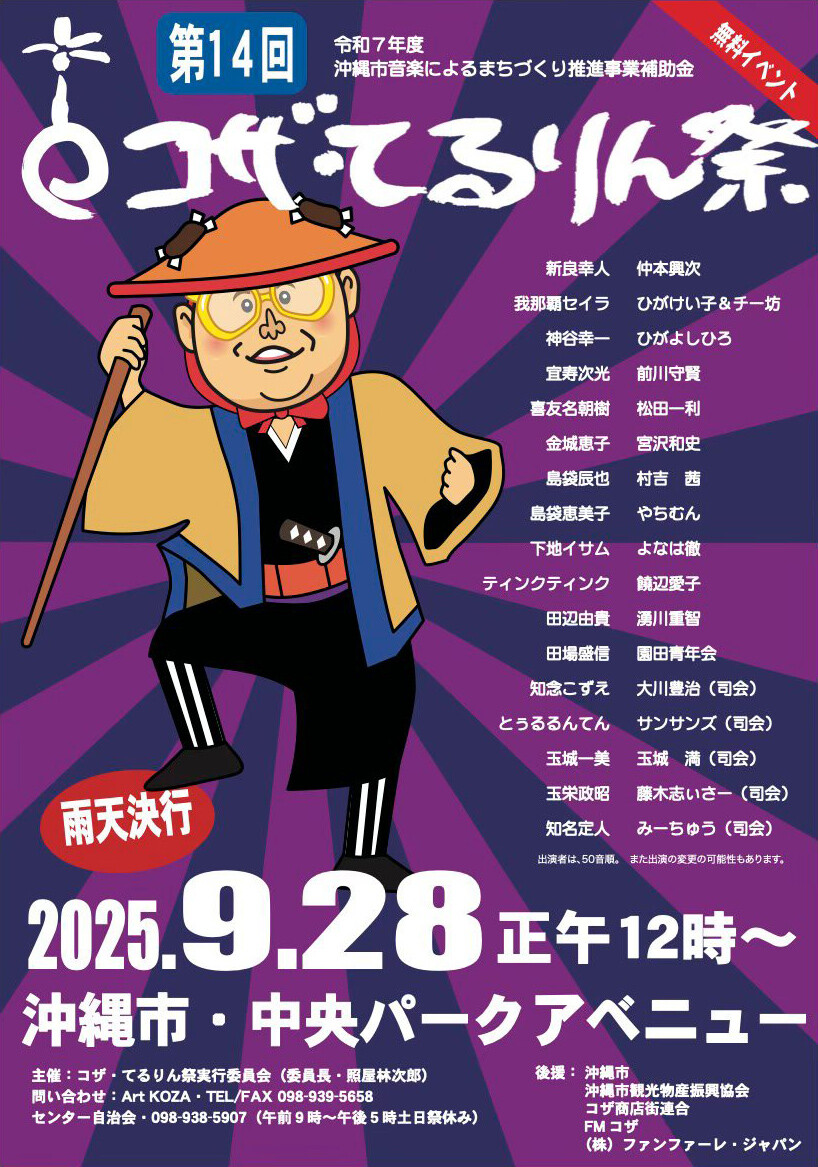 第14回
令和７年度
沖縄市音楽によるまちづくり推進事業補助金
無料イベント
コザ・てるりん祭
新良幸人　仲本興次
我那覇セイラ　ひがけい子＆チー坊
神谷幸一　ひがよしひろ
宜寿次光　前川守賢
喜友名朝樹　松田一利
金城恵子　宮沢和史
島袋辰也　村吉　茜
島袋恵美子　やちむん
下地イサム　よなは徹
ティンクティンク　饒辺愛子
田辺由貴　湧川重智
田場盛信　園田青年会
知念こずえ　大川豊治（司会）
とぅるるんてん　サンサンズ（司会）
玉城一美　玉城　満（司会）
玉栄政昭　藤木志ぃさー（司会）
知名定人　みーちゅう（司会）
出演者は、50音順。　また出演の変更の可能性もあります。
雨天決行
2025.9.28 正午12時～
沖縄市・中央パークアベニュー
主催：コザ・てるりん祭実行委員会（委員長・照屋林次郎）
問い合わせ：Art KOZA・TEL/FAX 098-939-5658
センター自治会・098-938-5907（午前９時～午後５時土日祭休み）
後援：沖縄市
沖縄市観光物産振興協会
コザ商店街連合
FM コザ
（株）ファンファーレ・ジャパン